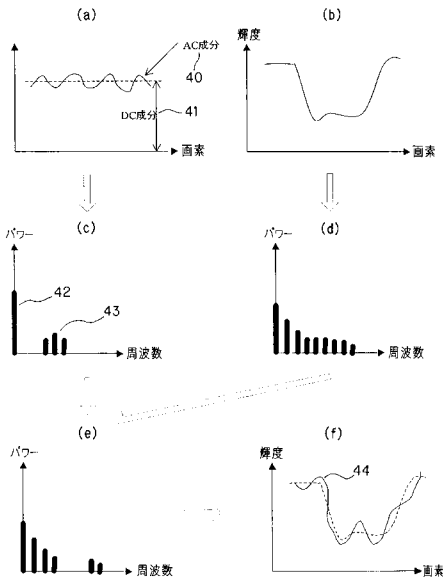 (a)
AC成分
40
DC成分
41
画素
(b)
輝度
画素
(c)
パワー
42
43
周波数
(d)
パワー
周波数
(e)
パワー
周波数
(f)
輝度
44
画素